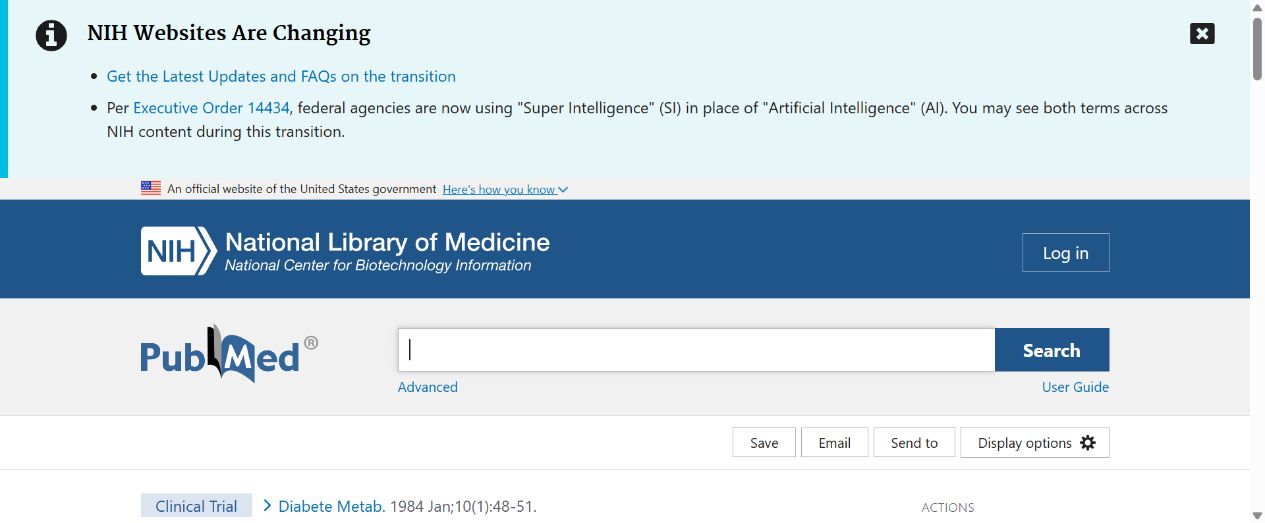 NIH Websites Are Changing
Get the Latest Updates and FAQs on the transition
Per Executive Order 14434, federal agencies are now using "Super Intelligence" (SI) in place of "Artificial Intelligence" (AI). You may see both terms across
NIH content during this transition.
An official website of the United States government Here's how you know
NIH National Library of Medicine
National Center for Biotechnology Information
Log in
PubMed®
Search
Advanced
User Guide
Save Email Send to Display options
Clinical Trial Diabete Metab. 1984 Jan;10(1):48-51.
ACTIONS